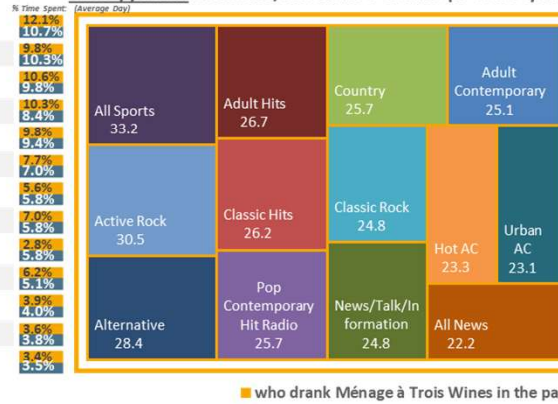 % Time Spent: (Average Day)
12.1%
10.7%
9.8%
10.3%
10.6%
9.8%
10.3%
8.4%
9.8%
9.4%
7.7%
7.0%
5.6%
5.8%
7.0%
5.8%
2.8%
5.8%
6.2%
5.1%
3.9%
4.0%
3.6%
3.8%
3.4%
3.5%
All Sports
33.2
Adult Hits
26.7
Country
25.7
Adult
Contemporary
25.1
Active Rock
30.5
Classic Hits
26.2
Classic Rock
24.8
Hot AC
23.3
Urban
AC
23.1
Alternative
28.4
Pop
Contemporary
Hit Radio
25.7
News/Talk/In
formation
24.8
All News
22.2
who drank Ménage à Trois Wines in the pa